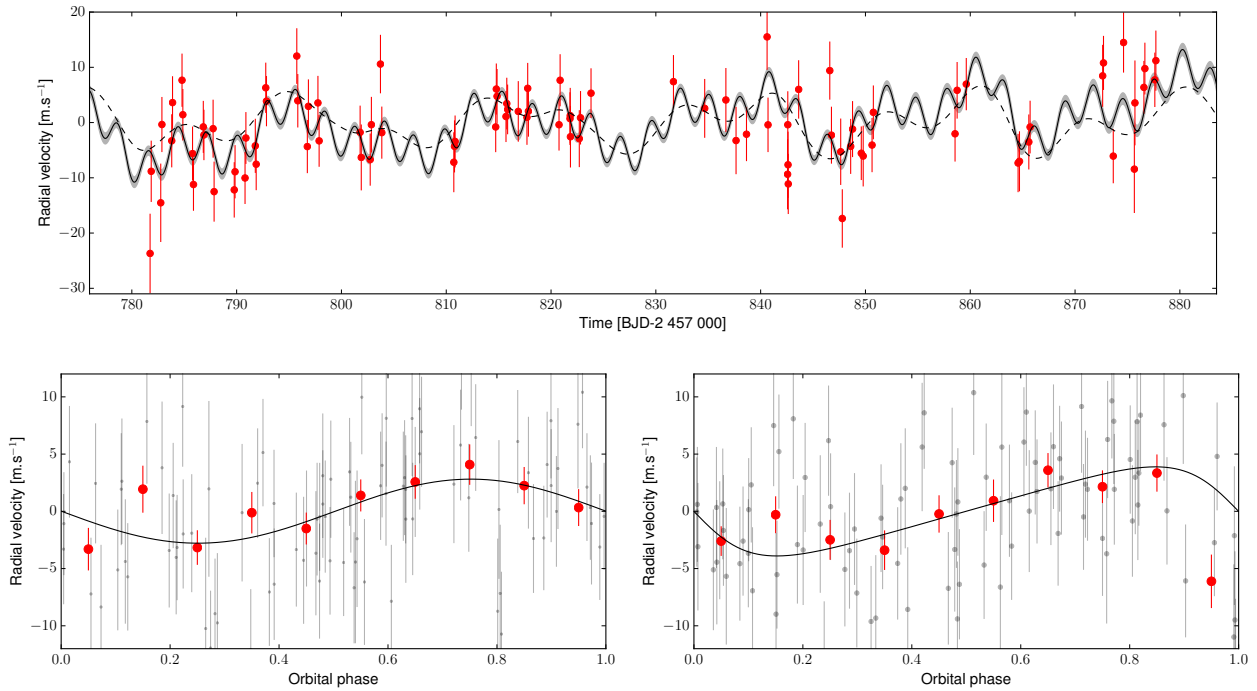 10
0
−10
−20
−30
Radial velocity [m.s⁻¹]
780 790 800 810 820 830 840 850 860 870 880
Time [BJD-2 457 000]
10
5
0
−5
−10
Radial velocity [m.s⁻¹]
0.0 0.2 0.4 0.6 0.8 1.0
Orbital phase
10
5
0
−5
−10
Radial velocity [m.s⁻¹]
0.0 0.2 0.4 0.6 0.8 1.0
Orbital phase
20